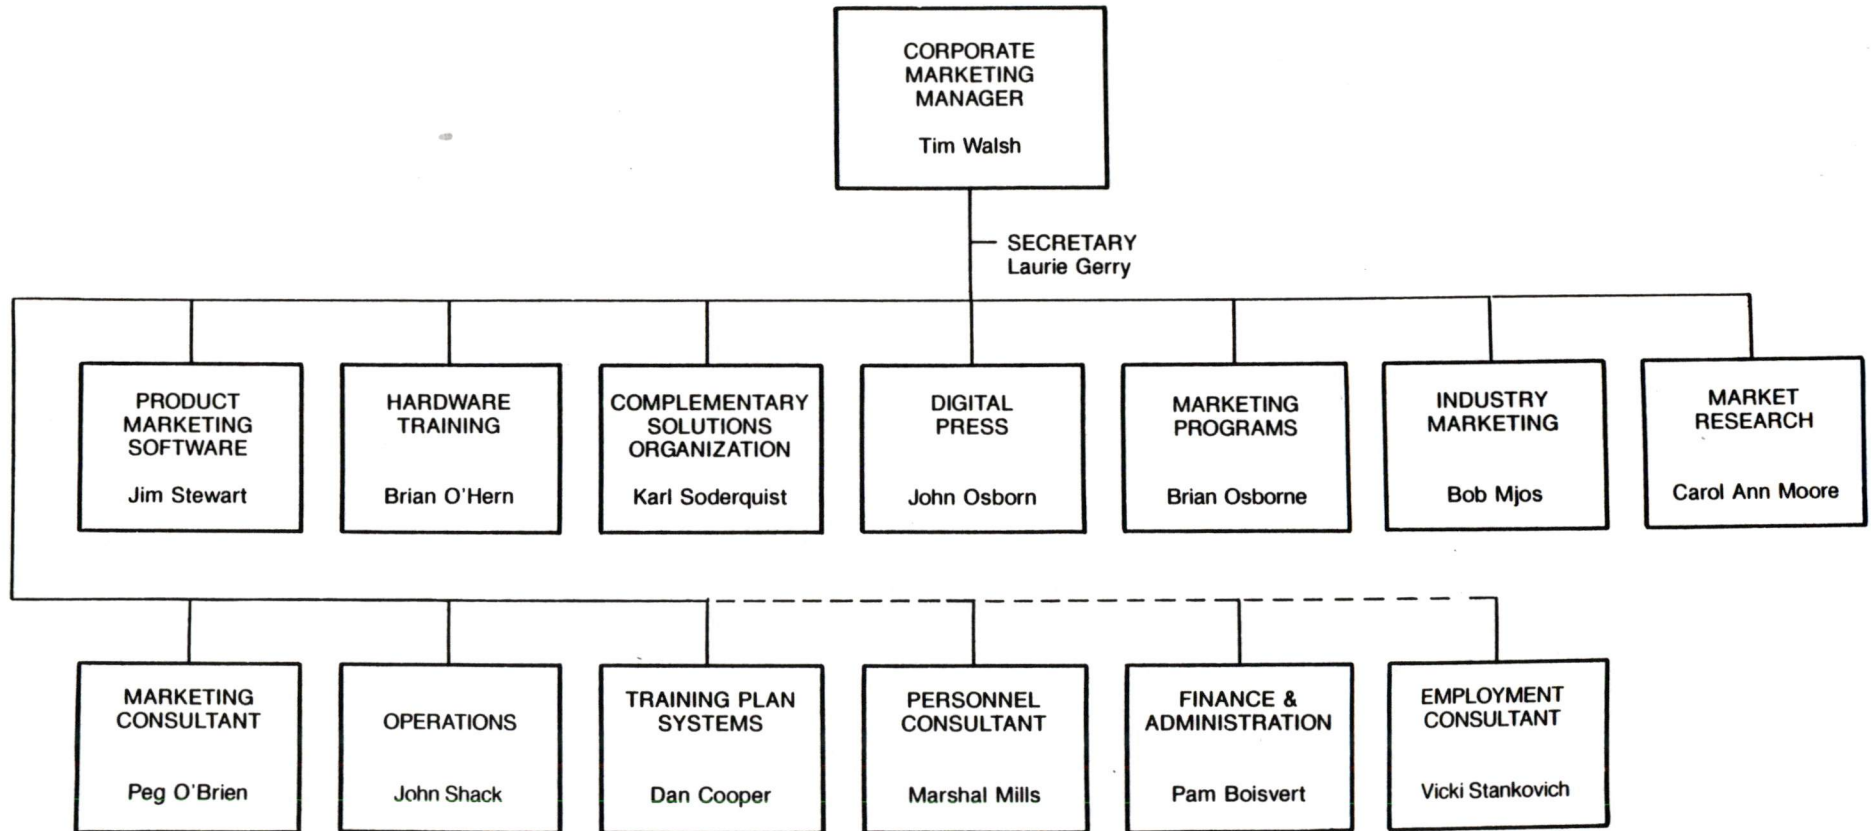 CORPORATE
MARKETING
MANAGER
Tim Walsh
SECRETARY
Laurie Gerry
PRODUCT
MARKETING
SOFTWARE
Jim Stewart
HARDWARE
TRAINING
Brian O'Hern
COMPLEMENTARY
SOLUTIONS
ORGANIZATION
Karl Soderquist
DIGITAL
PRESS
John Osborn
MARKETING
PROGRAMS
Brian Osborne
INDUSTRY
MARKETING
Bob Mjos
MARKET
RESEARCH
Carol Ann Moore
MARKETING
CONSULTANT
Peg O'Brien
OPERATIONS
John Shack
TRAINING PLAN
SYSTEMS
Dan Cooper
PERSONNEL
CONSULTANT
Marshal Mills
FINANCE &
ADMINISTRATION
Pam Boisvert
EMPLOYMENT
CONSULTANT
Vicki Stankovich